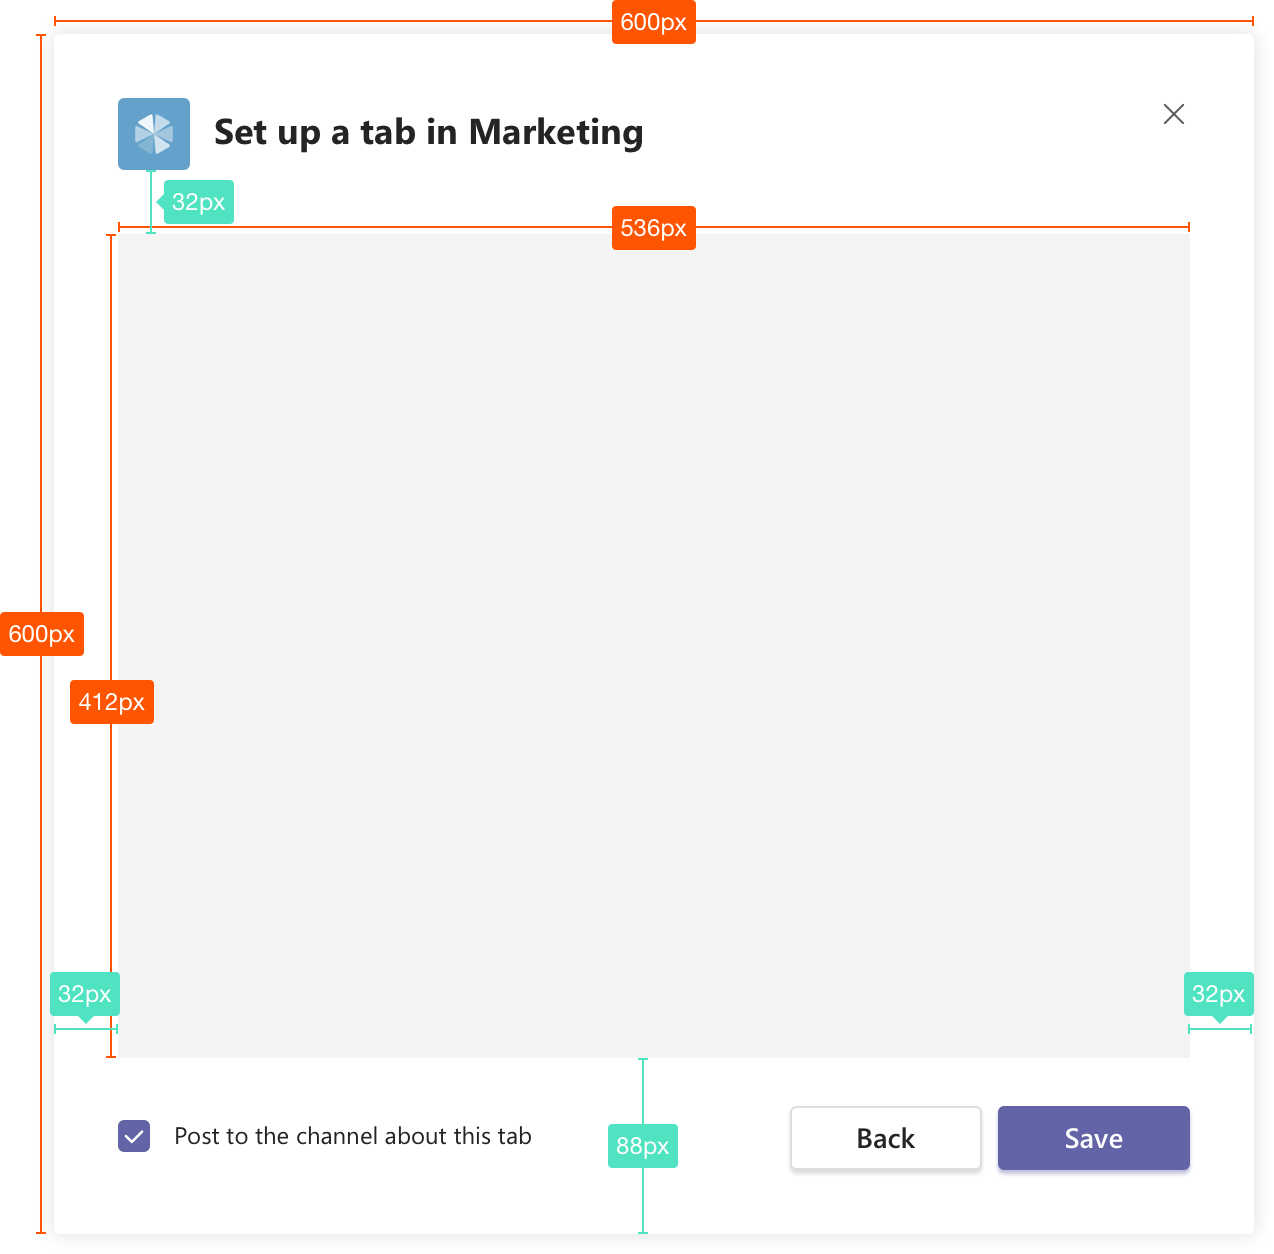 600px
Set up a tab in Marketing
32px
536px
600px
412px
32px
32px
Post to the channel about this tab
88px
Back
Save